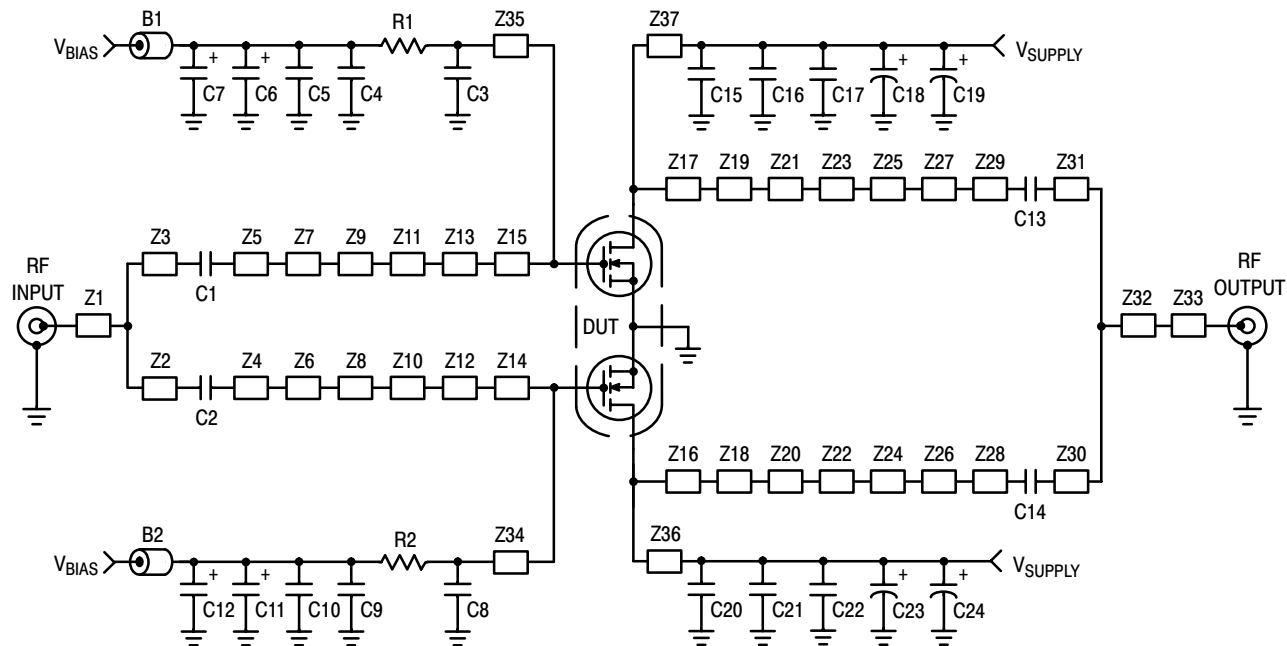 B1 R1 Z35 Z37
V_BIAS V_SUPPLY
+ + + +
C7 C6 C5 C4 C3 C15 C16 C17 C18 C19
Z17 Z19 Z21 Z23 Z25 Z27 Z29 Z31
C13
Z3 Z5 Z7 Z9 Z11 Z13 Z15
C1
RF
INPUT
Z1
DUT
Z32 Z33
RF
OUTPUT
Z2 Z4 Z6 Z8 Z10 Z12 Z14
C2
Z16 Z18 Z20 Z22 Z24 Z26 Z28 Z30
C14
B2 R2 Z34 Z36
V_BIAS V_SUPPLY
+ + + +
C12 C11 C10 C9 C8 C20 C21 C22 C23 C24